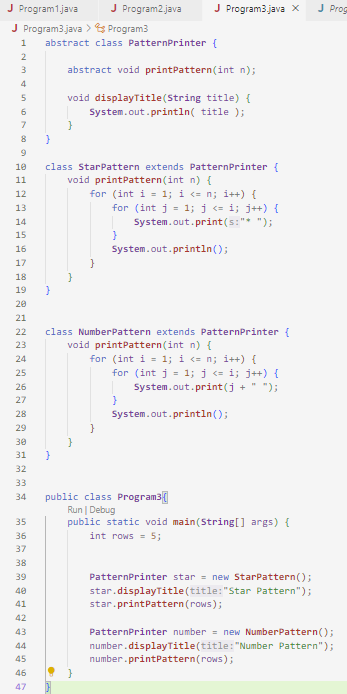 J Program1.java J Program2.java J Program3.java × J Prog
J Program3.java > Program3
1 abstract class PatternPrinter {
2
3 abstract void printPattern(int n);
4
5 void displayTitle(String title) {
6 System.out.println( title );
7 }
8 }
9
10 class StarPattern extends PatternPrinter {
11 void printPattern(int n) {
12 for (int i = 1; i <= n; i++) {
13 for (int j = 1; j <= i; j++) {
14 System.out.print(s:"* ");
15 }
16 System.out.println();
17 }
18 }
19 }
20
21
22 class NumberPattern extends PatternPrinter {
23 void printPattern(int n) {
24 for (int i = 1; i <= n; i++) {
25 for (int j = 1; j <= i; j++) {
26 System.out.print(j + " ");
27 }
28 System.out.println();
29 }
30 }
31 }
32
33
34 public class Program3{
Run | Debug
35 public static void main(String[] args) {
36 int rows = 5;
37
38
39 PatternPrinter star = new StarPattern();
40 star.displayTitle(title:"Star Pattern");
41 star.printPattern(rows);
42
43 PatternPrinter number = new NumberPattern();
44 number.displayTitle(title:"Number Pattern");
45 number.printPattern(rows);
46 }
47 }